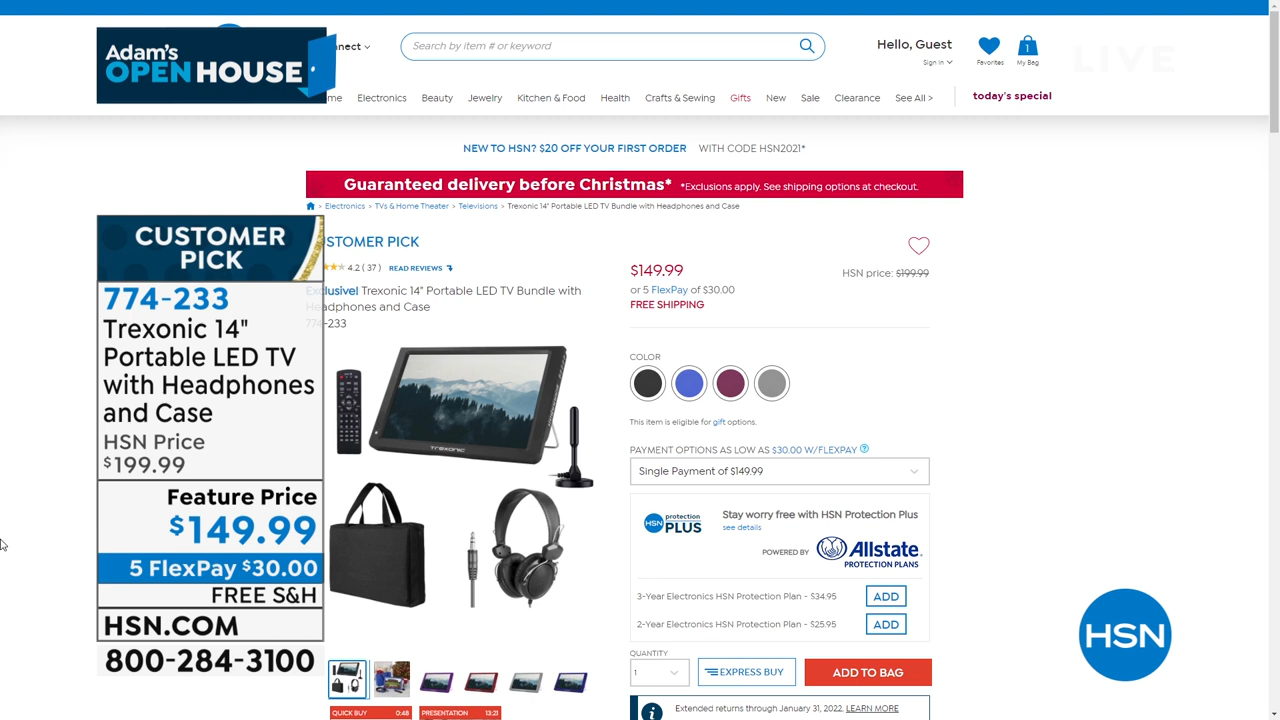 Adam's
OPEN HOUSE
nnect
Search by item # or keyword
Hello, Guest
Sign In
Favorites
1
My Bag
LIVE
me
Electronics
Beauty
Jewelry
Kitchen & Food
Health
Crafts & Sewing
Gifts
New
Sale
Clearance
See All >
today's special
NEW TO HSN? $20 OFF YOUR FIRST ORDER WITH CODE HSN2021*
Guaranteed delivery before Christmas* *Exclusions apply. See shipping options at checkout.
> Electronics > TVs & Home Theater > Televisions > Trexonic 14" Portable LED TV Bundle with Headphones and Case
CUSTOMER
PICK
774-233
Trexonic 14"
Portable LED TV
with Headphones
and Case
HSN Price
$199.99
Feature Price
$149.99
5 FlexPay $30.00
FREE S&H
HSN.COM
800-284-3100
STOMER PICK
4.2 ( 37 ) READ REVIEWS
Exclusive! Trexonic 14" Portable LED TV Bundle with
Headphones and Case
774-233
TREXONIC
QUICK BUY 0:48
PRESENTATION 13:21
$149.99
HSN price: $199.99
or 5 FlexPay of $30.00
FREE SHIPPING
COLOR
This item is eligible for gift options.
PAYMENT OPTIONS AS LOW AS $30.00 W/FLEXPAY
Single Payment of $149.99
HSN protection PLUS
Stay worry free with HSN Protection Plus
see details
POWERED BY Allstate
PROTECTION PLANS
3-Year Electronics HSN Protection Plan - $34.95 ADD
2-Year Electronics HSN Protection Plan - $25.95 ADD
QUANTITY
1
EXPRESS BUY
ADD TO BAG
Extended returns through January 31, 2022. LEARN MORE
HSN